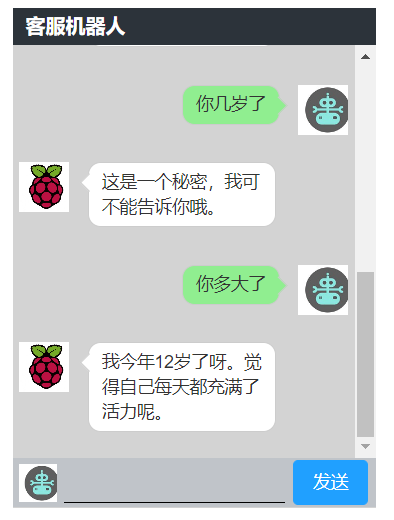 客服机器人
你几岁了
这是一个秘密，我可
不能告诉你哦。
你多大了
我今年12岁了呀。觉
得自己每天都充满了
活力呢。
发送